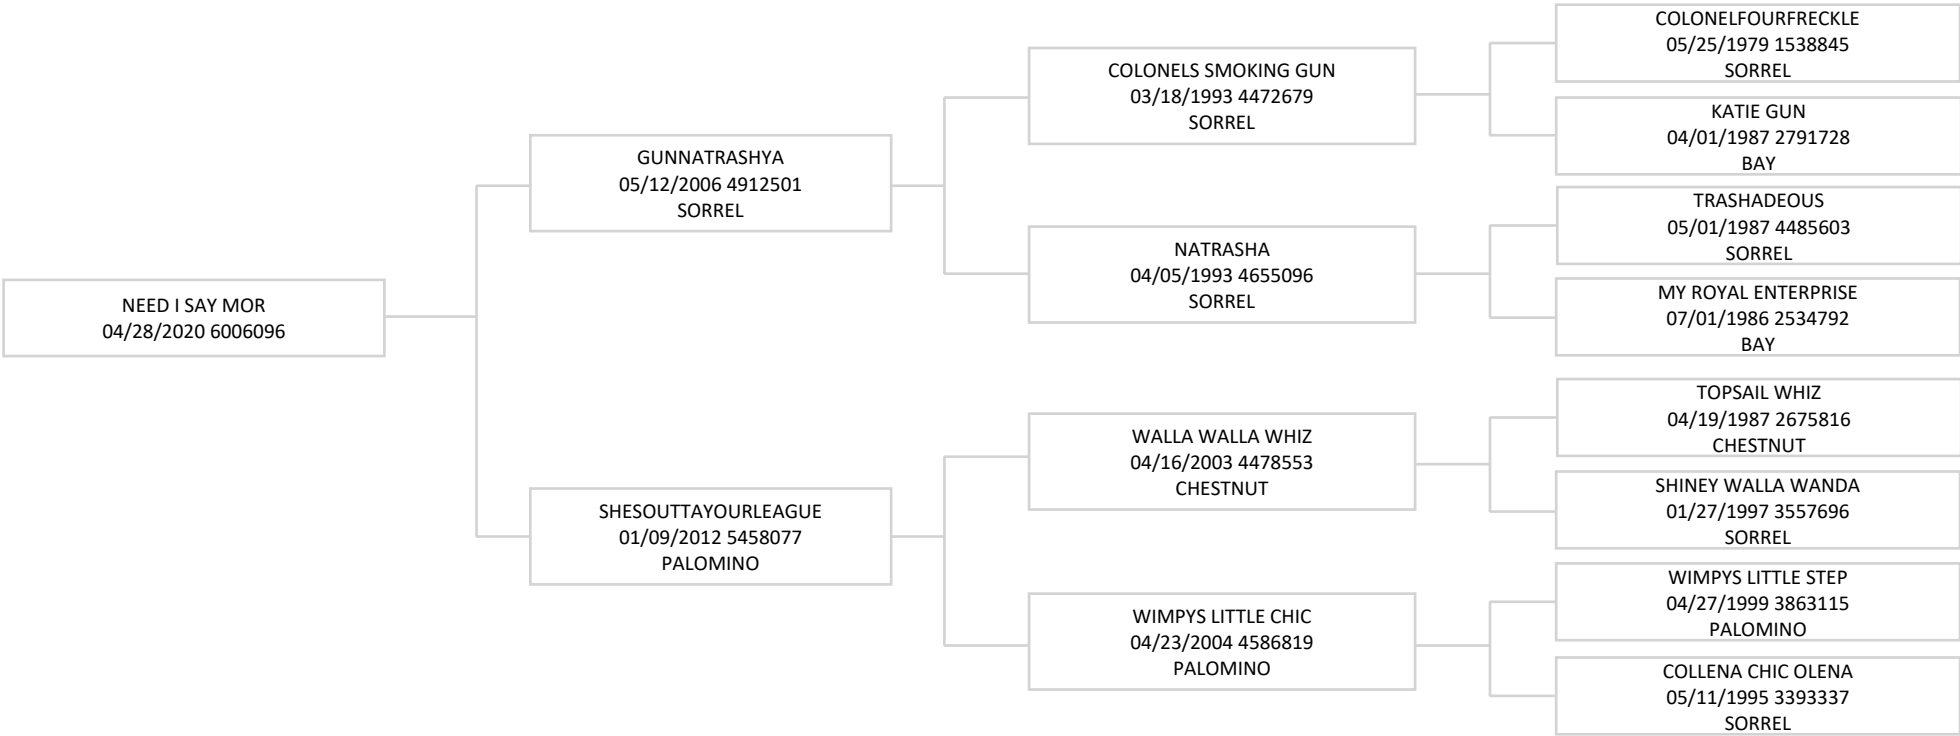 NEED I SAY MOR
04/28/2020 6006096
GUNNATRASHYA
05/12/2006 4912501
SORREL
SHESOUTTAYOURLEAGUE
01/09/2012 5458077
PALOMINO
COLONELS SMOKING GUN
03/18/1993 4472679
SORREL
NATRASHA
04/05/1993 4655096
SORREL
WALLA WALLA WHIZ
04/16/2003 4478553
CHESTNUT
WIMPYS LITTLE CHIC
04/23/2004 4586819
PALOMINO
COLONELFOURFRECKLE
05/25/1979 1538845
SORREL
KATIE GUN
04/01/1987 2791728
BAY
TRASHADEOUS
05/01/1987 4485603
SORREL
MY ROYAL ENTERPRISE
07/01/1986 2534792
BAY
TOPSAIL WHIZ
04/19/1987 2675816
CHESTNUT
SHINEY WALLA WANDA
01/27/1997 3557696
SORREL
WIMPYS LITTLE STEP
04/27/1999 3863115
PALOMINO
COLLENA CHIC OLENA
05/11/1995 3393337
SORREL